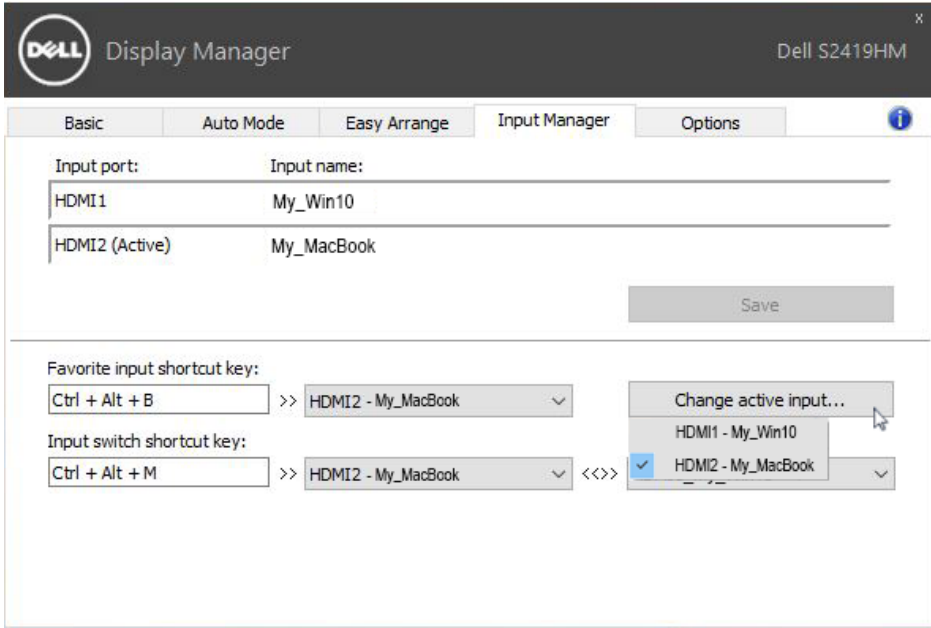 x
DELL Display Manager Dell S2419HM
Basic Auto Mode Easy Arrange Input Manager Options
Input port: Input name:
HDMI1 My_Win10
HDMI2 (Active) My_MacBook
Save
Favorite input shortcut key:
Ctrl + Alt + B >> HDMI2 - My_MacBook Change active input...
HDMI1 - My_Win10
Input switch shortcut key:
HDMI2 - My_MacBook
Ctrl + Alt + M >> HDMI2 - My_MacBook <<>>